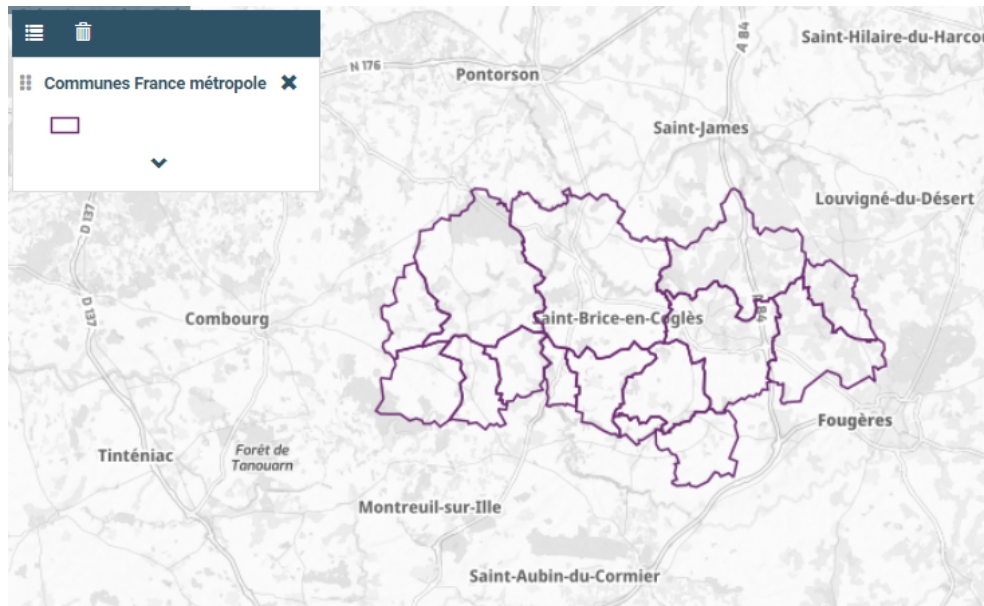 Communes France métropole
N 176
A 84
Saint-Hilaire-du-Harcou
Pontorson
Saint-James
D 137
Louvigné-du-Désert
D 137
Combourg
Saint-Brice-en-Coglès
84
Fougères
Tinténiac
Forêt de
Tanouarn
Montreuil-sur-Ille
Saint-Aubin-du-Cormier